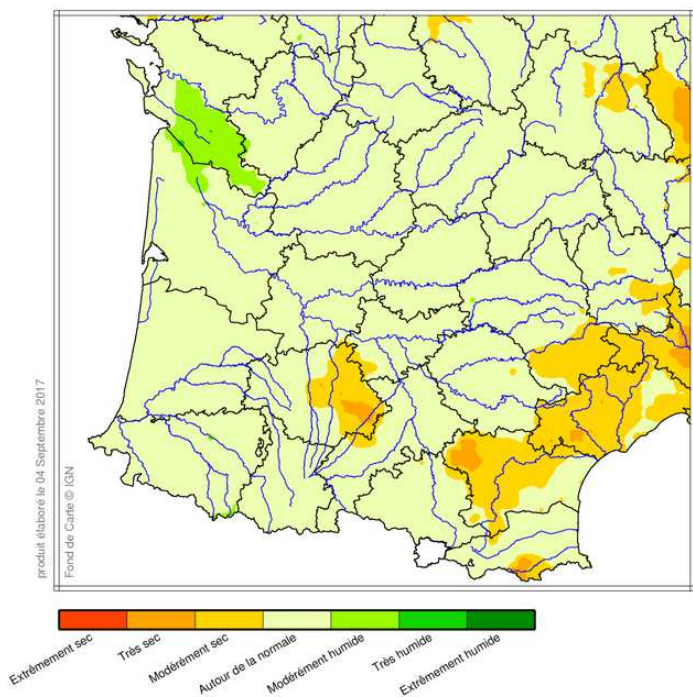 produit élaboré le 04 Septembre 2017
Fond de Carte © IGN
Extrêmement sec
Très sec
Modérément sec
Autour de la normale
Modérément humide
Très humide
Extrêmement humide